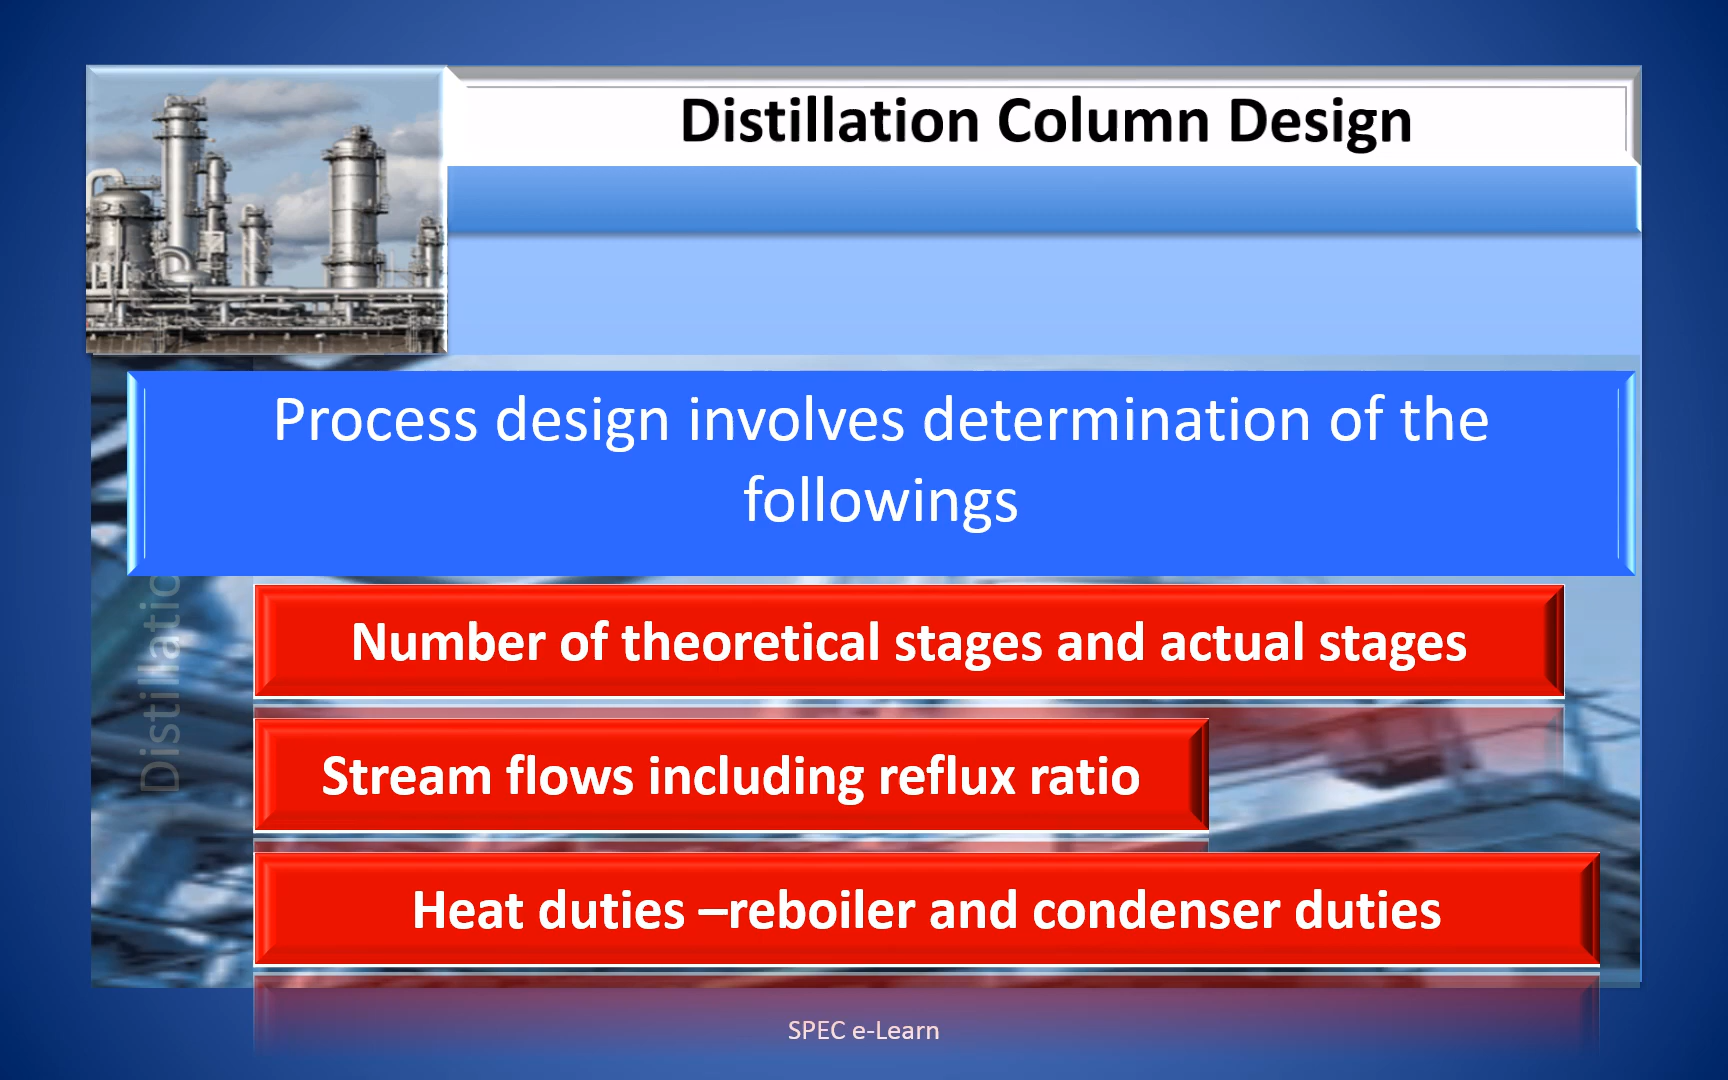 Distillation Column Design
Process design involves determination of the
followings
Number of theoretical stages and actual stages
Stream flows including reflux ratio
Heat duties –reboiler and condenser duties
Distillatio
SPEC e-Learn